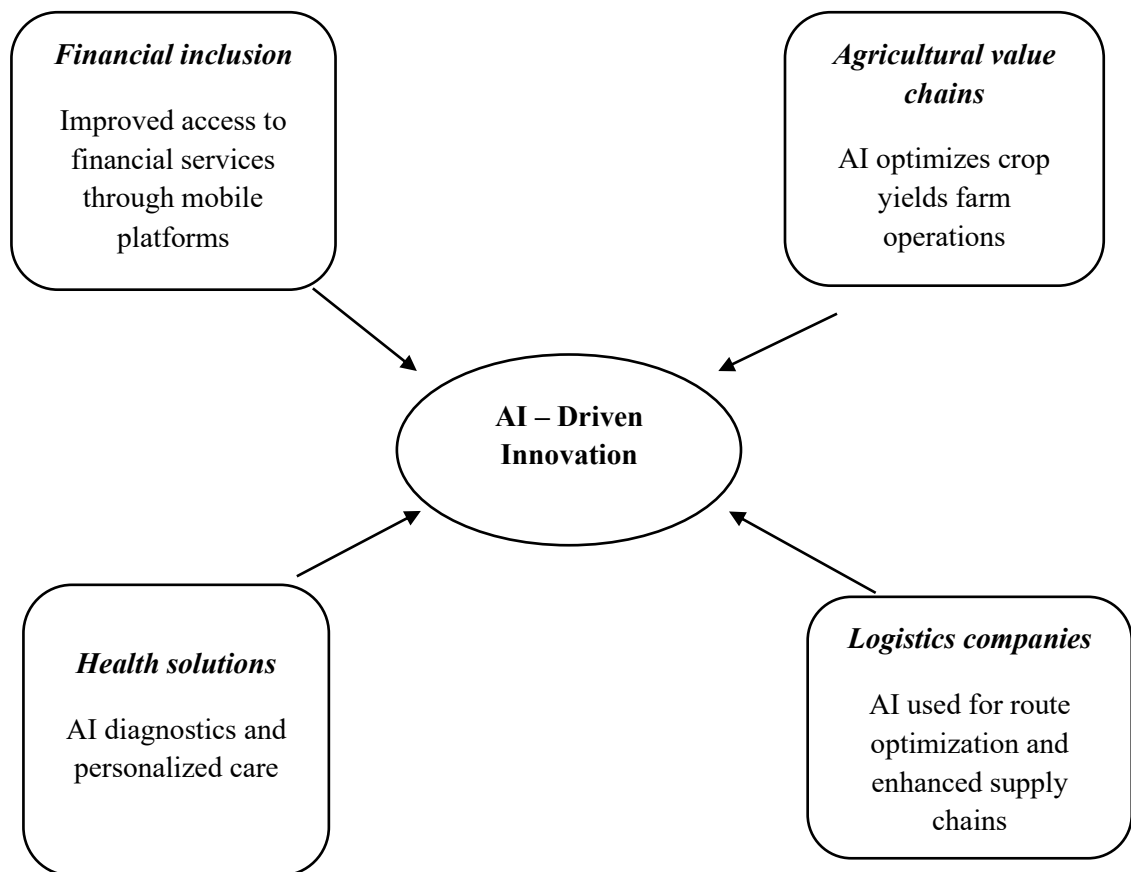 Financial inclusion
Improved access to
financial services
through mobile
platforms
Agricultural value
chains
AI optimizes crop
yields farm
operations
AI – Driven
Innovation
Health solutions
AI diagnostics and
personalized care
Logistics companies
AI used for route
optimization and
enhanced supply
chains